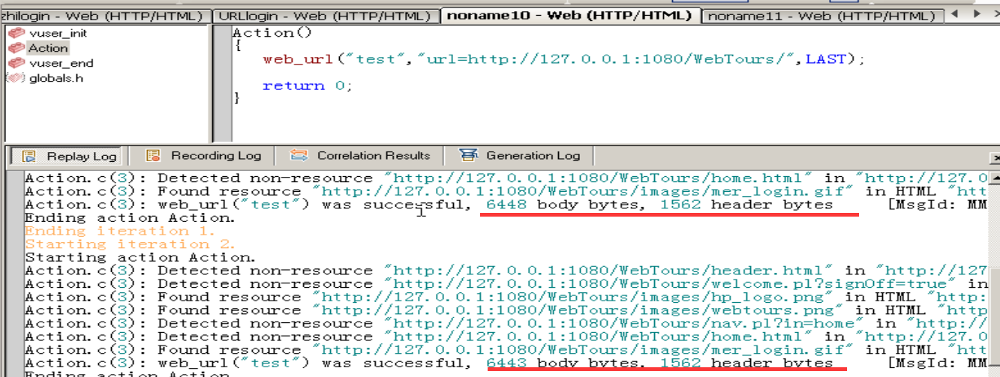 zhilogin - Web (HTTP/HTML) URLlogin - Web (HTTP/HTML) noname10 - Web (HTTP/HTML) noname11 - Web (HTTP/HTML)
vuser_init
Action
vuser_end
globals.h
Action()
{
web_url("test","url=http://127.0.0.1:1080/WebTours/",LAST);
return 0;
}
Replay Log Recording Log Correlation Results Generation Log
Action.c(3): Detected non-resource "http://127.0.0.1:1080/WebTours/home.html" in "http://127.0
Action.c(3): Found resource "http://127.0.0.1:1080/WebTours/images/mer_login.gif" in HTML "htt
Action.c(3): web_url("test") was successful, 6448 body bytes, 1562 header bytes [MsgId: MM
Ending action Action.
Ending iteration 1.
Starting iteration 2.
Starting action Action.
Action.c(3): Detected non-resource "http://127.0.0.1:1080/WebTours/header.html" in "http://127
Action.c(3): Detected non-resource "http://127.0.0.1:1080/WebTours/welcome.pl?signOff=true" in
Action.c(3): Found resource "http://127.0.0.1:1080/WebTours/images/hp_logo.png" in HTML "http:
Action.c(3): Found resource "http://127.0.0.1:1080/WebTours/images/webtours.png" in HTML "http
Action.c(3): Detected non-resource "http://127.0.0.1:1080/WebTours/nav.pl?in=home" in "http://
Action.c(3): Detected non-resource "http://127.0.0.1:1080/WebTours/home.html" in "http://127.0
Action.c(3): Found resource "http://127.0.0.1:1080/WebTours/images/mer_login.gif" in HTML "htt
Action.c(3): web_url("test") was successful, 6443 body bytes, 1562 header bytes [MsgId: MM
Ending action Action.